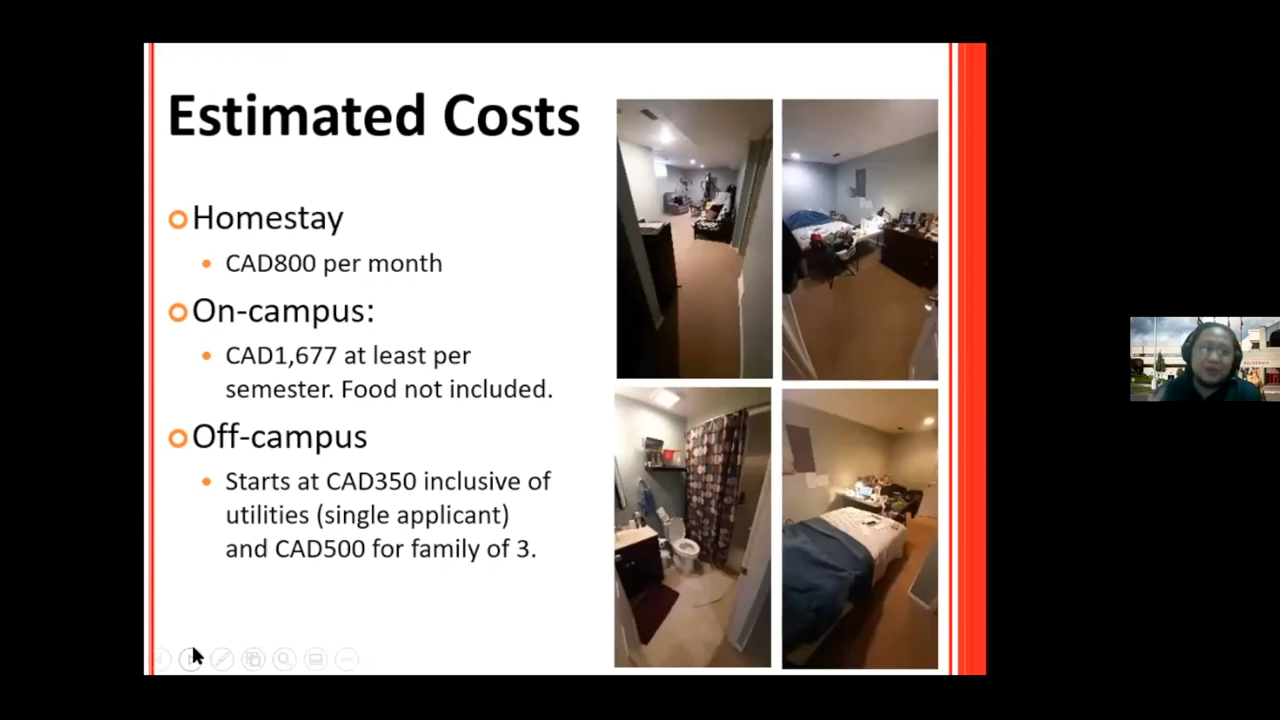 Estimated Costs
Homestay
CAD800 per month
On-campus:
CAD1,677 at least per
semester. Food not included.
Off-campus
Starts at CAD350 inclusive of
utilities (single applicant)
and CAD500 for family of 3.